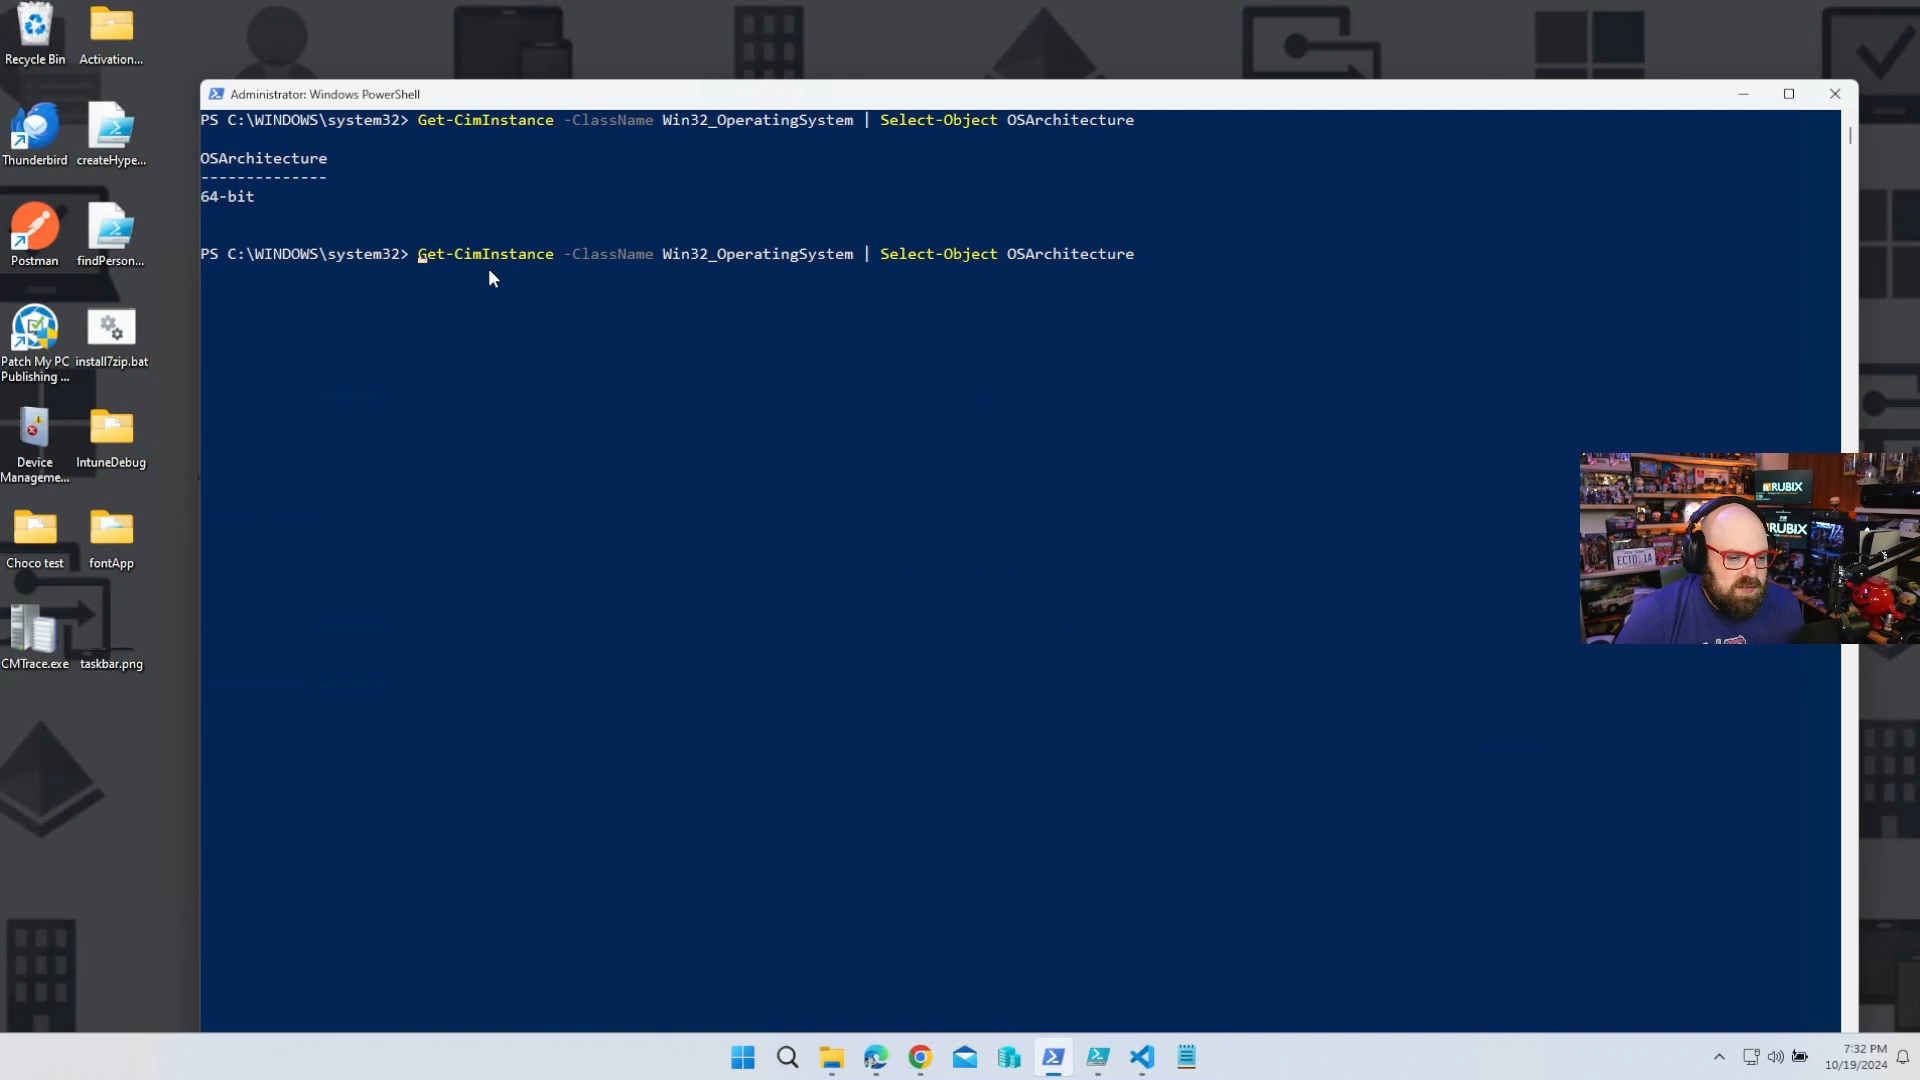 Recycle Bin
Activation...
Administrator: Windows PowerShell
PS C:\WINDOWS\system32> Get-CimInstance -ClassName Win32_OperatingSystem | Select-Object OSArchitecture
OSArchitecture
--------------
64-bit
PS C:\WINDOWS\system32> Get-CimInstance -ClassName Win32_OperatingSystem | Select-Object OSArchitecture
Thunderbird
createHype...
Postman
findPerson...
Patch My PC
Publishing ...
install7zip.bat
Device
Manageme...
IntuneDebug
Choco test
fontApp
CMTrace.exe
taskbar.png
RUBIX
RUBIX
ECTO-1A
7:32 PM
10/19/2024